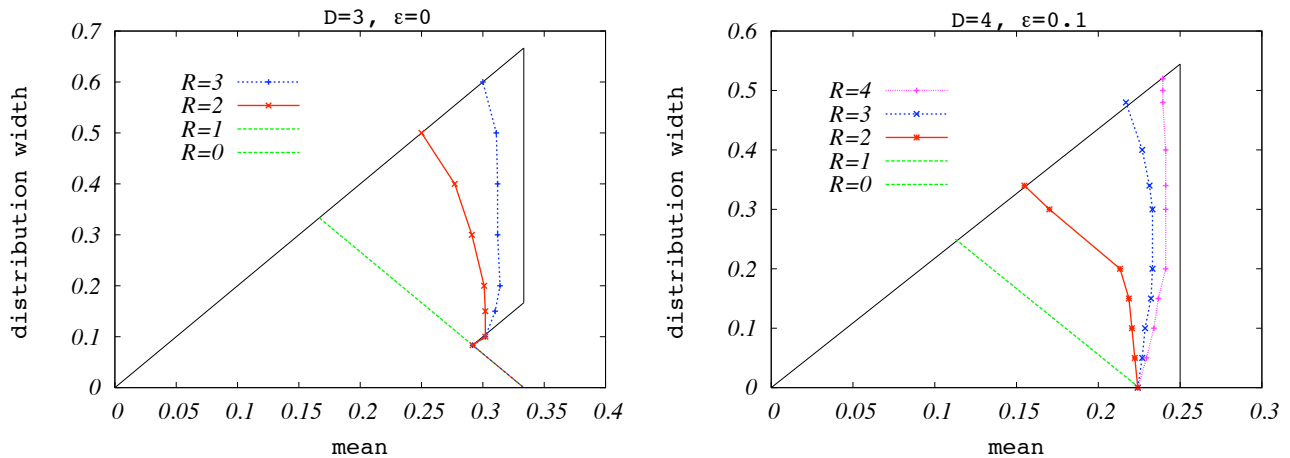 D=3, ε=0
distribution width
0.7
0.6
0.5
0.4
0.3
0.2
0.1
0
R=3
R=2
R=1
R=0
0 0.05 0.1 0.15 0.2 0.25 0.3 0.35 0.4
mean
D=4, ε=0.1
distribution width
0.6
0.5
0.4
0.3
0.2
0.1
0
R=4
R=3
R=2
R=1
R=0
0 0.05 0.1 0.15 0.2 0.25 0.3
mean